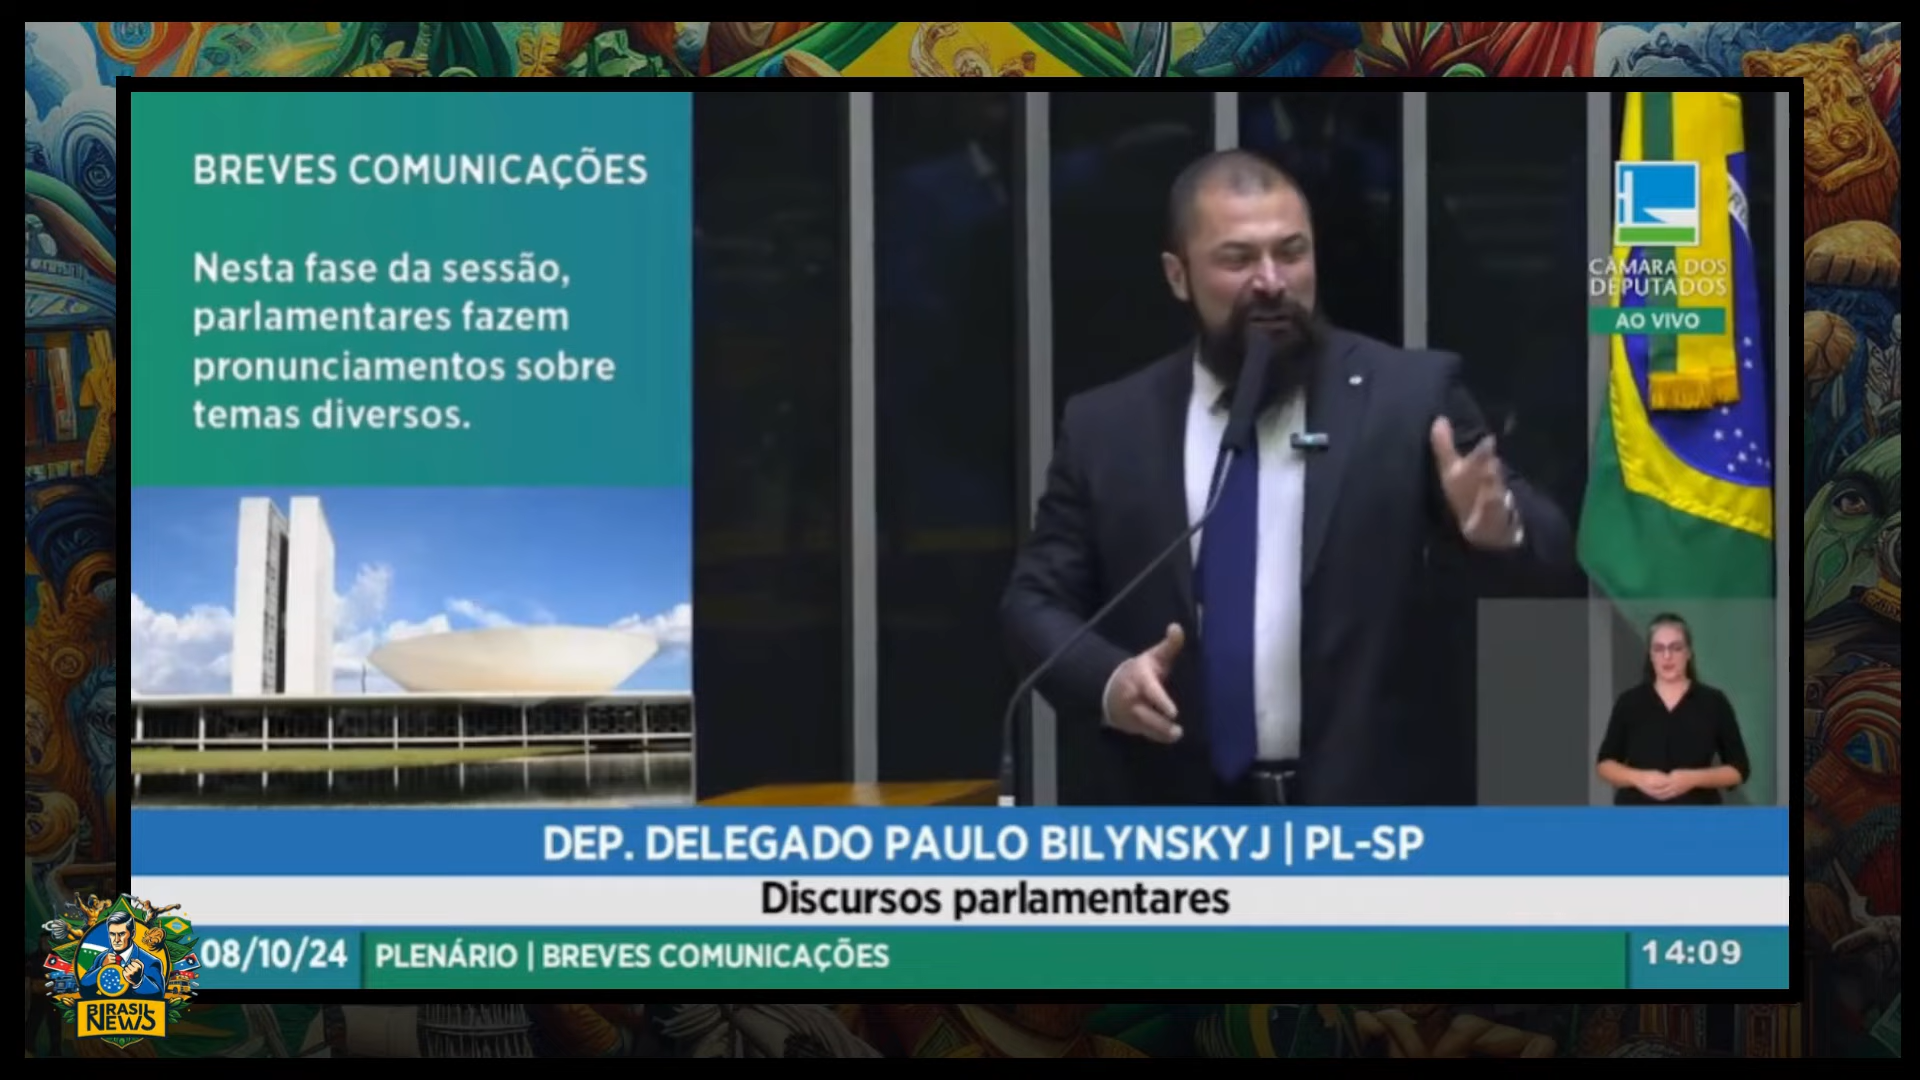 BREVES COMUNICAÇÕES
Nesta fase da sessão,
parlamentares fazem
pronunciamentos sobre
temas diversos.
CÂMARA DOS
DEPUTADOS
AO VIVO
DEP. DELEGADO PAULO BILYNSKYJ | PL-SP
Discursos parlamentares
08/10/24
PLENÁRIO | BREVES COMUNICAÇÕES
14:09
NEWS